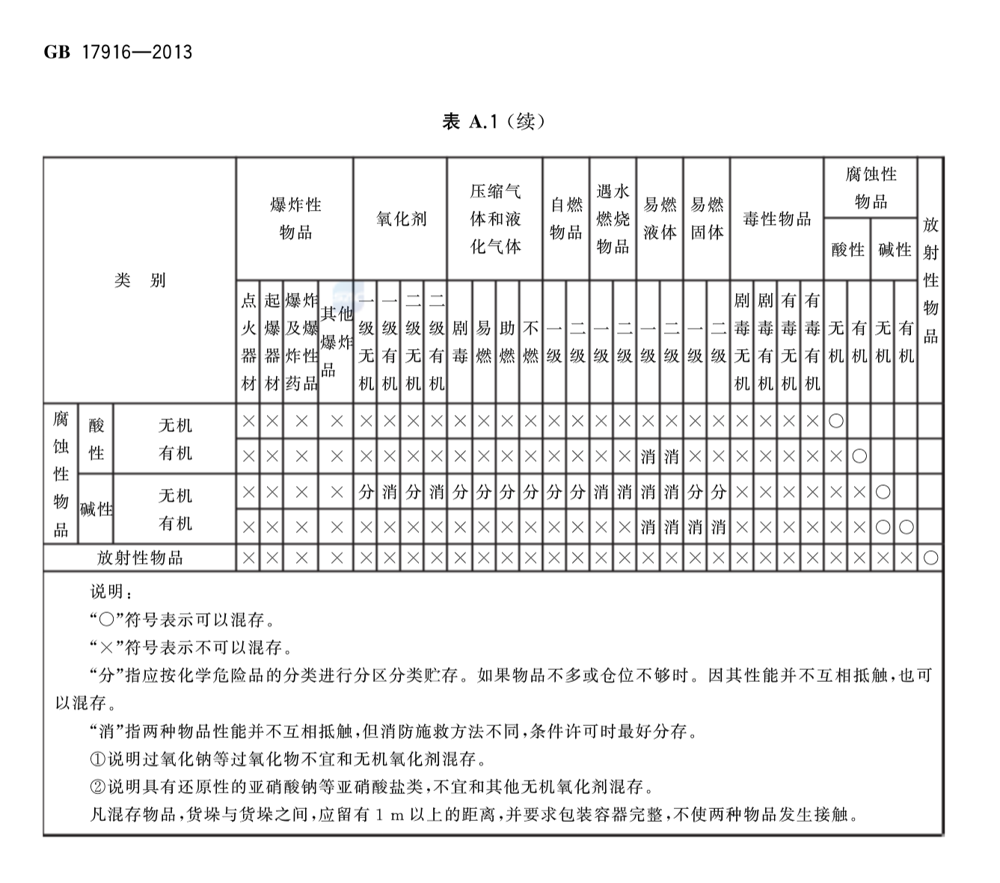 GB 17916—2013
表 A.1（续）
类 别
爆炸性
物品
氧化剂
压缩气
体和液
化气体
自燃
物品
遇水
燃烧
物品
易燃
液体
易燃
固体
毒性物品
腐蚀性
物品
酸性
碱性
放射性物品
点火器材
起爆器材
爆炸及炸药
炸爆性品
其他
爆炸
品
一级无机
一级有机
二级无机
二级有机
剧毒
易燃
助燃
不燃
一级
二级
一级
二级
一级
二级
一级
二级
剧毒无机
剧毒有机
有毒无机
有毒有机
无机
有机
无机
有机
腐蚀性物品
酸性
无机 × × × × × × × × × × × × × × × × × × × × × × × × ○
有机 × × × × × × × × × × × × × × × × 消 消 × × × × × × × ○
碱性
无机 × × × × 分 消 分 消 分 分 分 分 分 分 消 消 消 消 分 分 × × × × × × ○
有机 × × × × × × × × × × × × × × × × 消 消 消 消 × × × × × × ○ ○
放射性物品 × × × × × × × × × × × × × × × × × × × × × × × × × × × × ○
说明：
“○”符号表示可以混存。
“×”符号表示不可以混存。
“分”指应按化学危险品的分类进行分区分类贮存。如果物品不多或仓位不够时。因其性能并不互相抵触,也可
以混存。
“消”指两种物品性能并不互相抵触,但消防施救方法不同,条件许可时最好分存。
①说明过氧化钠等过氧化物不宜和无机氧化剂混存。
②说明具有还原性的亚硝酸钠等亚硝酸盐类,不宜和其他无机氧化剂混存。
凡混存物品,货垛与货垛之间,应留有 1 m 以上的距离,并要求包装容器完整,不使两种物品发生接触。